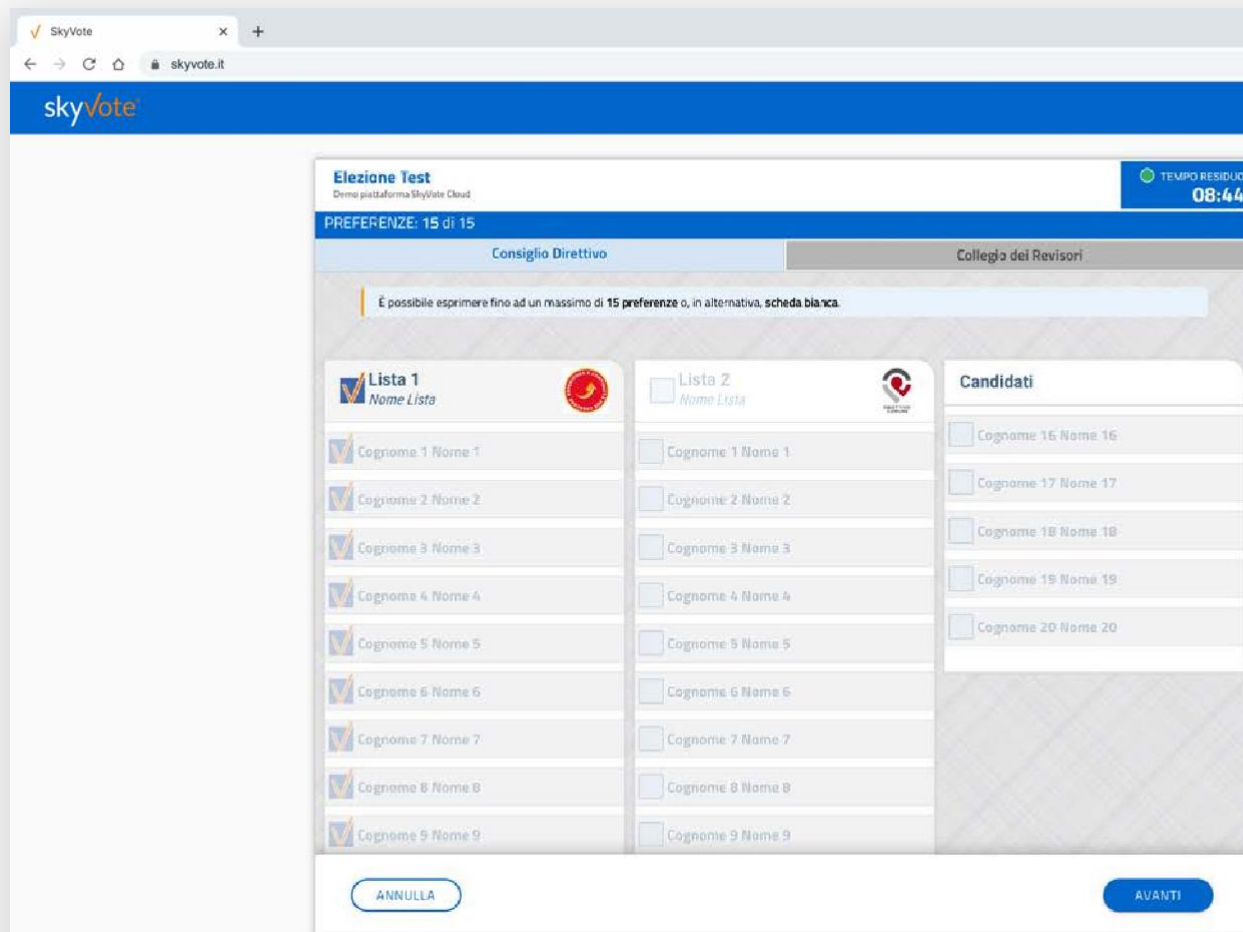 SkyVote
skyvote.it
skyvote
Elezione Test
Demo piattaforma SkyVote Cloud
TEMPO RESIDUO
08:44
PREFERENZE: 15 di 15
Consiglio Direttivo
Collegio dei Revisori
È possibile esprimere fino ad un massimo di 15 preferenze o, in alternativa, scheda bianca.
Lista 1
Nome Lista
Cognome 1 Nome 1
Cognome 2 Nome 2
Cognome 3 Nome 3
Cognome 4 Nome 4
Cognome 5 Nome 5
Cognome 6 Nome 6
Cognome 7 Nome 7
Cognome 8 Nome 8
Cognome 9 Nome 9
Lista 2
Nome Lista
Cognome 1 Nome 1
Cognome 2 Nome 2
Cognome 3 Nome 3
Cognome 4 Nome 4
Cognome 5 Nome 5
Cognome 6 Nome 6
Cognome 7 Nome 7
Cognome 8 Nome 8
Cognome 9 Nome 9
Candidati
Cognome 16 Nome 16
Cognome 17 Nome 17
Cognome 18 Nome 18
Cognome 19 Nome 19
Cognome 20 Nome 20
ANNULLA
AVANTI